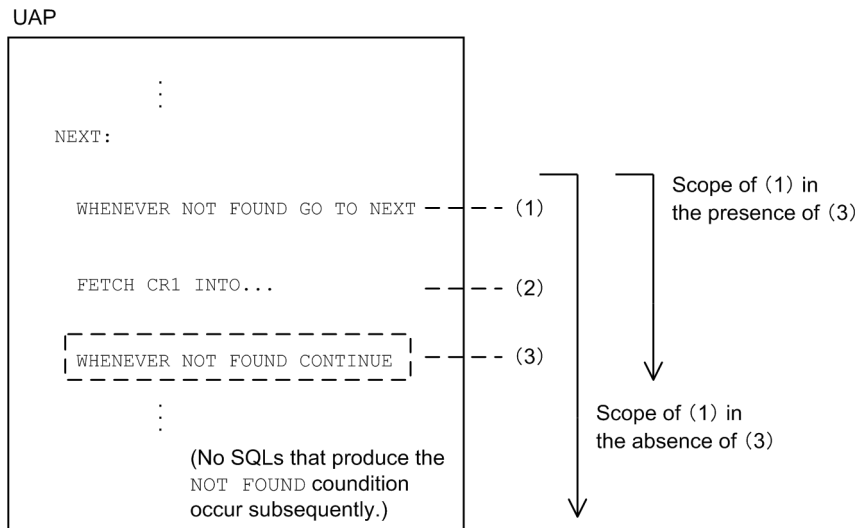 UAP
NEXT:
WHENEVER NOT FOUND GO TO NEXT
(1)
Scope of (1) in
the presence of (3)
FETCH CR1 INTO...
(2)
WHENEVER NOT FOUND CONTINUE
(3)
Scope of (1) in
the absence of (3)
(No SQLs that produce the
NOT FOUND coundition
occur subsequently.)